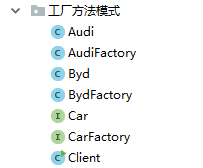 工厂方法模式
Audi
AudiFactory
Byd
BydFactory
Car
CarFactory
Client